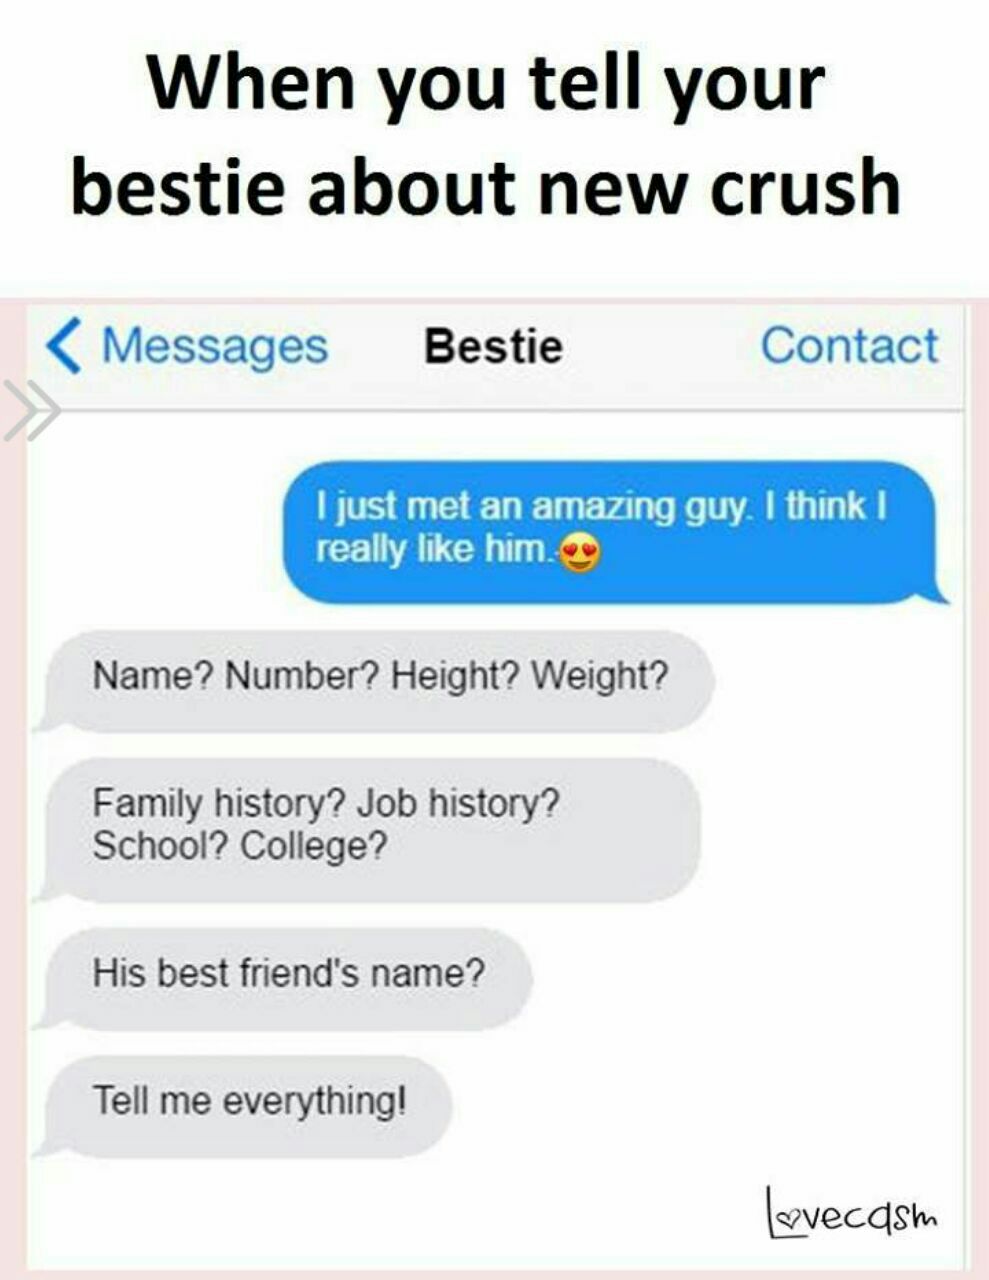 When you tell your
bestie about new crush
Messages Bestie Contact
I just met an amazing guy. I think I
really like him.😍
Name? Number? Height? Weight?
Family history? Job history?
School? College?
His best friend's name?
Tell me everything!
Lovecqsm